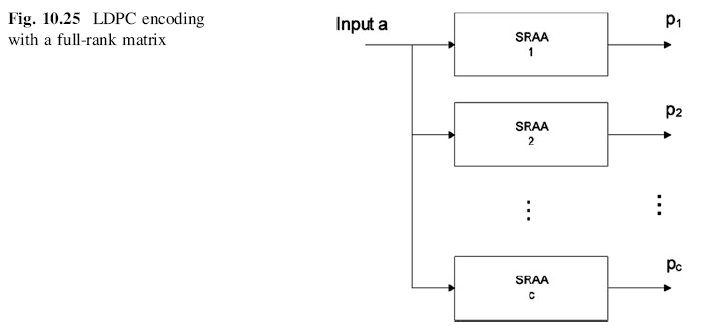 Fig. 10.25 LDPC encoding
with a full-rank matrix
Input a
SRAA
1
p₁
SRAA
2
p₂
⋮
⋮
SRAA
c
pc